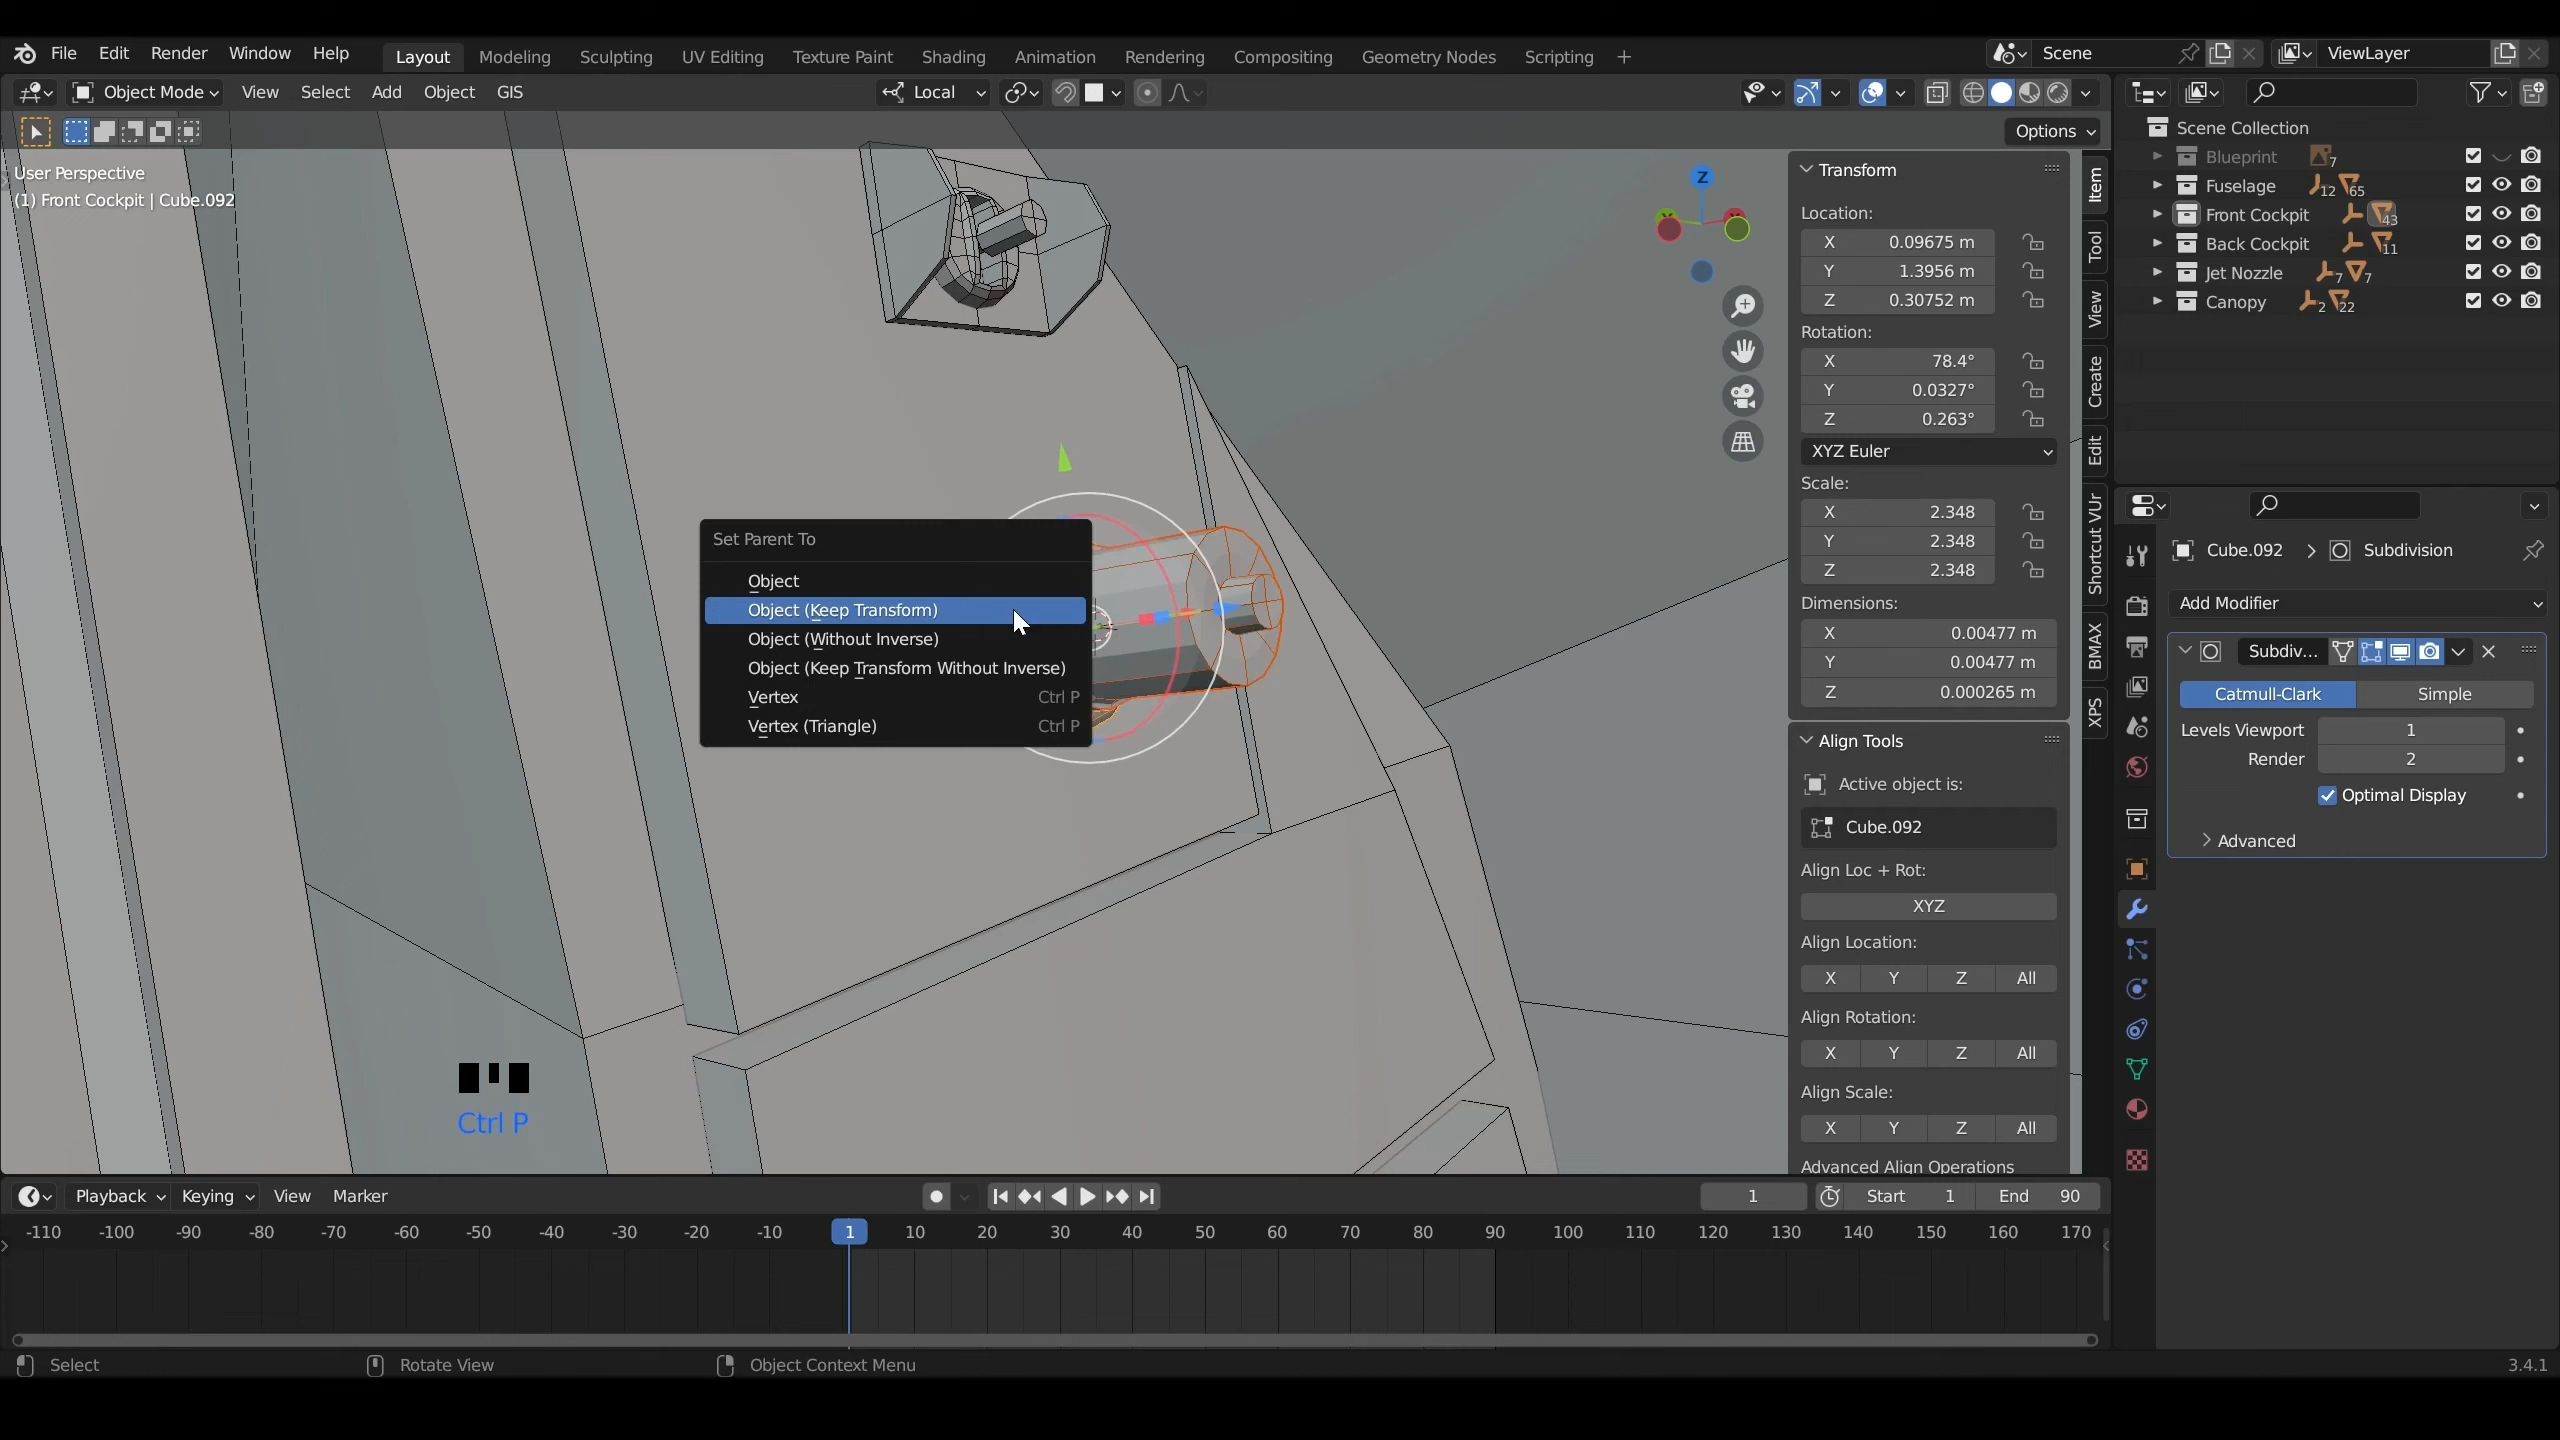 File Edit Render Window Help Layout Modeling Sculpting UV Editing Texture Paint Shading Animation Rendering Compositing Geometry Nodes Scripting + Scene ViewLayer
Object Mode View Select Add Object GIS Local
Options
User Perspective
(1) Front Cockpit | Cube.092
Z
Set Parent To
Object
Object (Keep Transform)
Object (Without Inverse)
Object (Keep Transform Without Inverse)
Vertex Ctrl P
Vertex (Triangle) Ctrl P
Ctrl P
Transform
Location:
X 0.09675 m
Y 1.3956 m
Z 0.30752 m
Rotation:
X 78.4°
Y 0.0327°
Z 0.263°
XYZ Euler
Scale:
X 2.348
Y 2.348
Z 2.348
Dimensions:
X 0.00477 m
Y 0.00477 m
Z 0.000265 m
Align Tools
Active object is:
Cube.092
Align Loc + Rot:
XYZ
Align Location:
X Y Z All
Align Rotation:
X Y Z All
Align Scale:
X Y Z All
Advanced Align Operations
Item
Tool
View
Create
Edit
Shortcut VUr
BMAX
XPS
Scene Collection
Blueprint 7
Fuselage 12 65
Front Cockpit 43
Back Cockpit 11
Jet Nozzle 7 7
Canopy 2 22
Cube.092 > Subdivision
Add Modifier
Subdiv...
Catmull-Clark Simple
Levels Viewport 1
Render 2
Optimal Display
Advanced
Playback Keying View Marker 1 Start 1 End 90
-110 -100 -90 -80 -70 -60 -50 -40 -30 -20 -10 1 10 20 30 40 50 60 70 80 90 100 110 120 130 140 150 160 170
Select Rotate View Object Context Menu 3.4.1